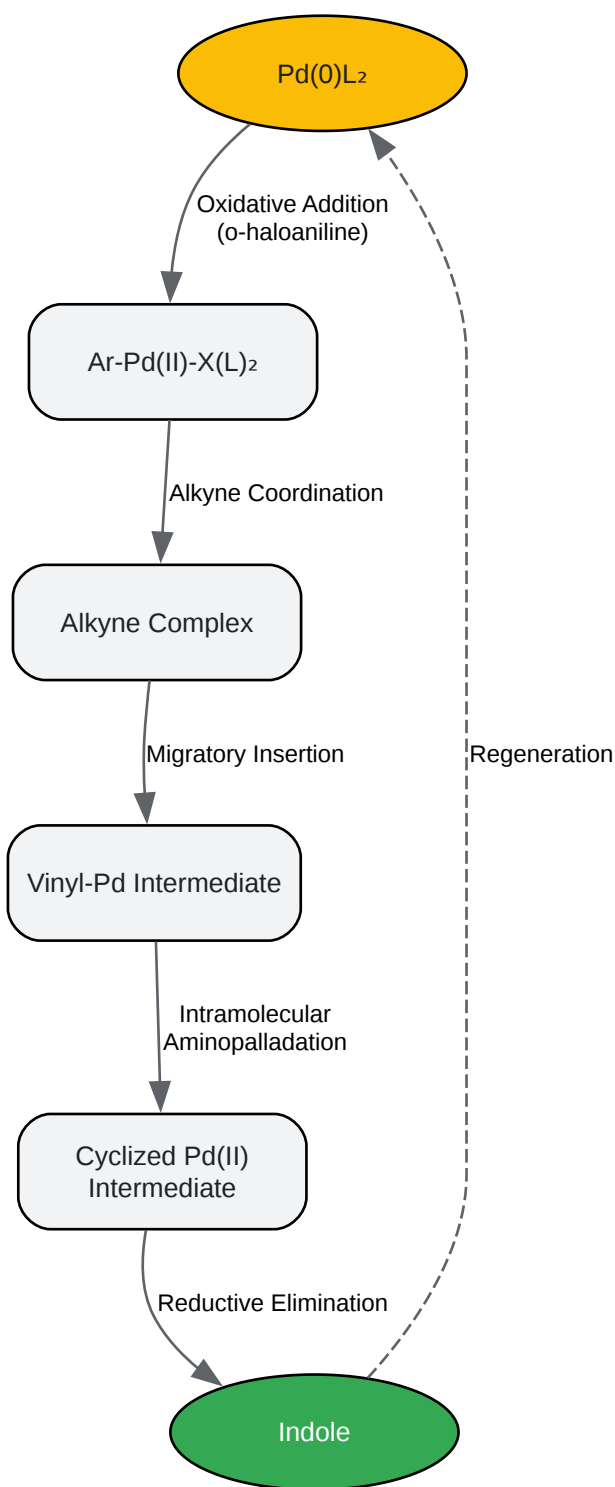 Pd(0)L₂
Oxidative Addition
(o-haloaniline)
Ar-Pd(II)-X(L)₂
Alkyne Coordination
Alkyne Complex
Migratory Insertion
Regeneration
Vinyl-Pd Intermediate
Intramolecular
Aminopalladation
Cyclized Pd(II)
Intermediate
Reductive Elimination
Indole